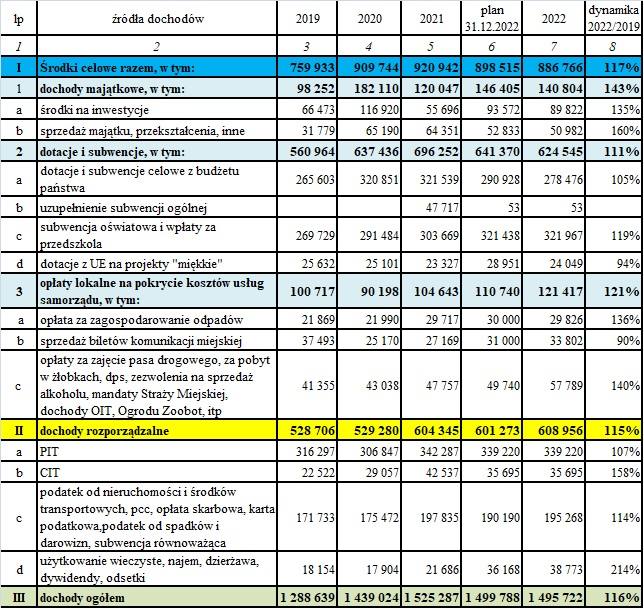 lp źródła dochodów 2019 2020 2021 plan 31.12.2022 2022 dynamika 2022/2019
1 2 3 4 5 6 7 8
I Środki celowe razem, w tym: 759 933 909 744 920 942 898 515 886 766 117%
1 dochody majątkowe, w tym: 98 252 182 110 120 047 146 405 140 804 143%
a środki na inwestycje 66 473 116 920 55 696 93 572 89 822 135%
b sprzedaż majątku, przekształcenia, inne 31 779 65 190 64 351 52 833 50 982 160%
2 dotacje i subwencje, w tym: 560 964 637 436 696 252 641 370 624 545 111%
a dotacje i subwencje celowe z budżetu
państwa 265 603 320 851 321 539 290 928 278 476 105%
b uzupełnienie subwencji ogólnej 47 717 53 53
c subwencja oświatowa i wpłaty za
przedszkola 269 729 291 484 303 669 321 438 321 967 119%
d dotacje z UE na projekty "miękkie" 25 632 25 101 23 327 28 951 24 049 94%
3 opłaty lokalne na pokrycie kosztów usług
samorządu, w tym: 100 717 90 198 104 643 110 740 121 417 121%
a opłata za zagospodarowanie odpadów 21 869 21 990 29 717 30 000 29 826 136%
b sprzedaż biletów komunikacji miejskiej 37 493 25 170 27 169 31 000 33 802 90%
c opłaty za zajęcie pasa drogowego, za pobyt
w żłobkach, dps, zezwolenia na sprzedaż
alkoholu, mandaty Straży Miejskiej,
dochody OIT, Ogrodu Zoobot, itp 41 355 43 038 47 757 49 740 57 789 140%
II dochody rozporządzalne 528 706 529 280 604 345 601 273 608 956 115%
a PIT 316 297 306 847 342 287 339 220 339 220 107%
b CIT 22 522 29 057 42 537 35 695 35 695 158%
c podatek od nieruchomości i środków
transportowych, pcc, opłata skarbowa, karta
podatkowa,podatek od spadków i
darowizn, subwencja równoważąca 171 733 175 472 197 835 190 190 195 268 114%
d użytkowanie wieczyste, najem, dzierżawa,
dywidendy, odsetki 18 154 17 904 21 686 36 168 38 773 214%
III dochody ogółem 1 288 639 1 439 024 1 525 287 1 499 788 1 495 722 116%